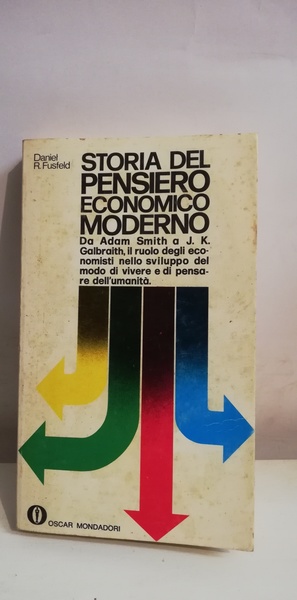 Daniel
R. Fusfeld
STORIA DEL
PENSIERO
ECONOMICO
MODERNO
Da Adam Smith a J. K.
Galbraith, il ruolo degli eco-
nomisti nello sviluppo del
modo di vivere e di pensa-
re dell'umanità.
OSCAR MONDADORI